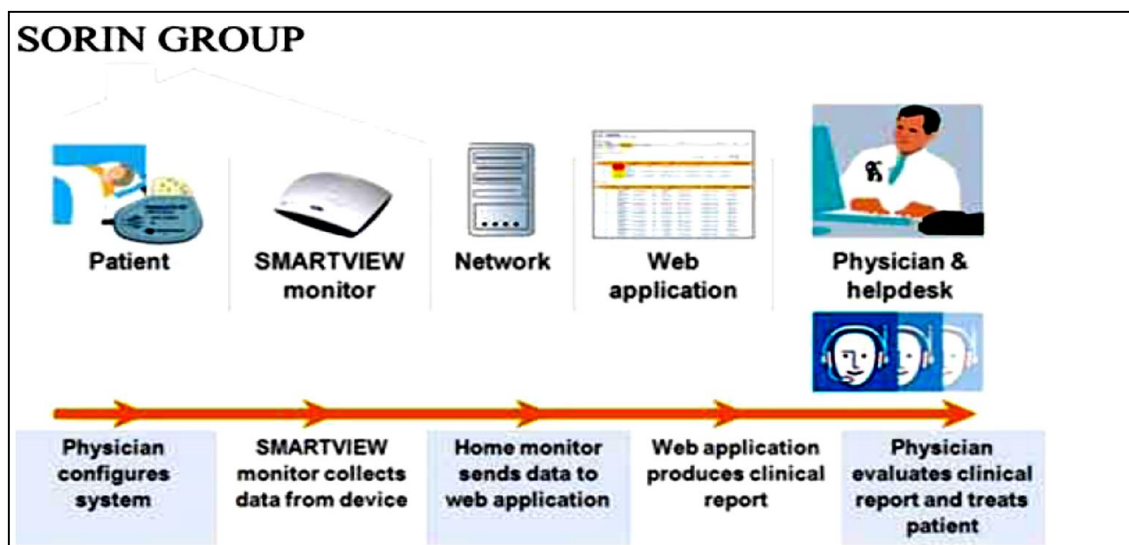 SORIN GROUP
Patient
SMARTVIEW
monitor
Network
Web
application
Physician &
helpdesk
Physician
configures
system
SMARTVIEW
monitor collects
data from device
Home monitor
sends data to
web application
Web application
produces clinical
report
Physician
evaluates clinical
report and treats
patient